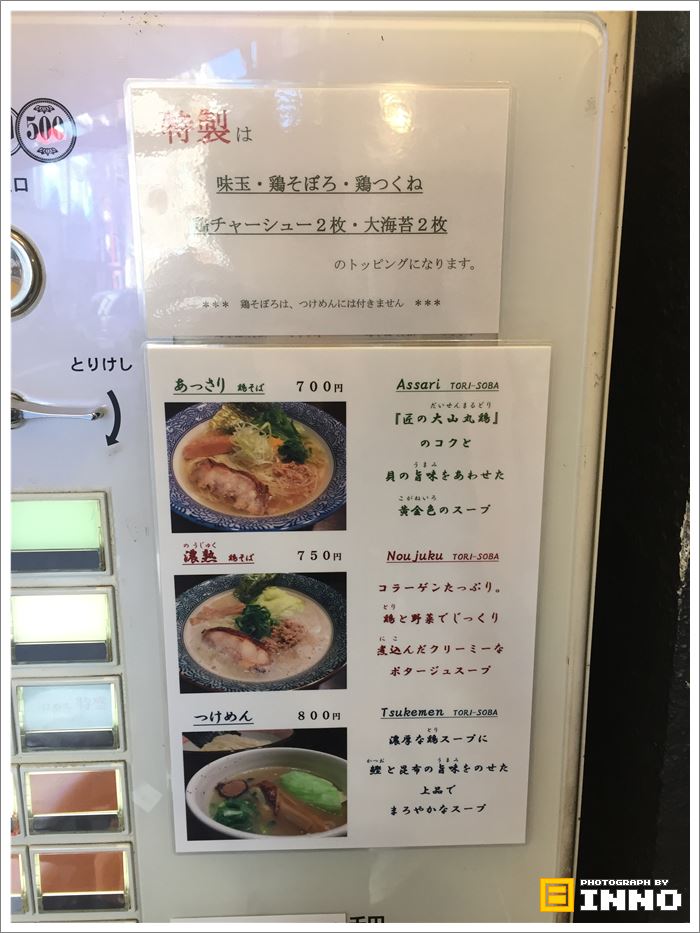 500
口
とりけし
特製は
味玉・鶏そぼろ・鶏つくね
鶏チャーシュー2枚・大海苔2枚
のトッピングになります。
*** 鶏そぼろは、つけめんには付きません ***
あっさり 鶏そば 700円
Assari TORI-SOBA
だいせんまるどり
『匠の大山丸鶏』
のコクと
うまみ
貝の旨味をあわせた
こがねいろ
黄金色のスープ
のうじゅく
濃熟 鶏そば 750円
Noujuku TORI-SOBA
コラーゲンたっぷり。
とり
鶏と野菜でじっくり
にこ
煮込んだクリーミーな
ポタージュスープ
つけめん 800円
Tsukemen TORI-SOBA
とり
濃厚な鶏スープに
かつお うまみ
鰹と昆布の旨味をのせた
上品で
まろやかなスープ
特製
PHOTOGRAPH BY
INNO